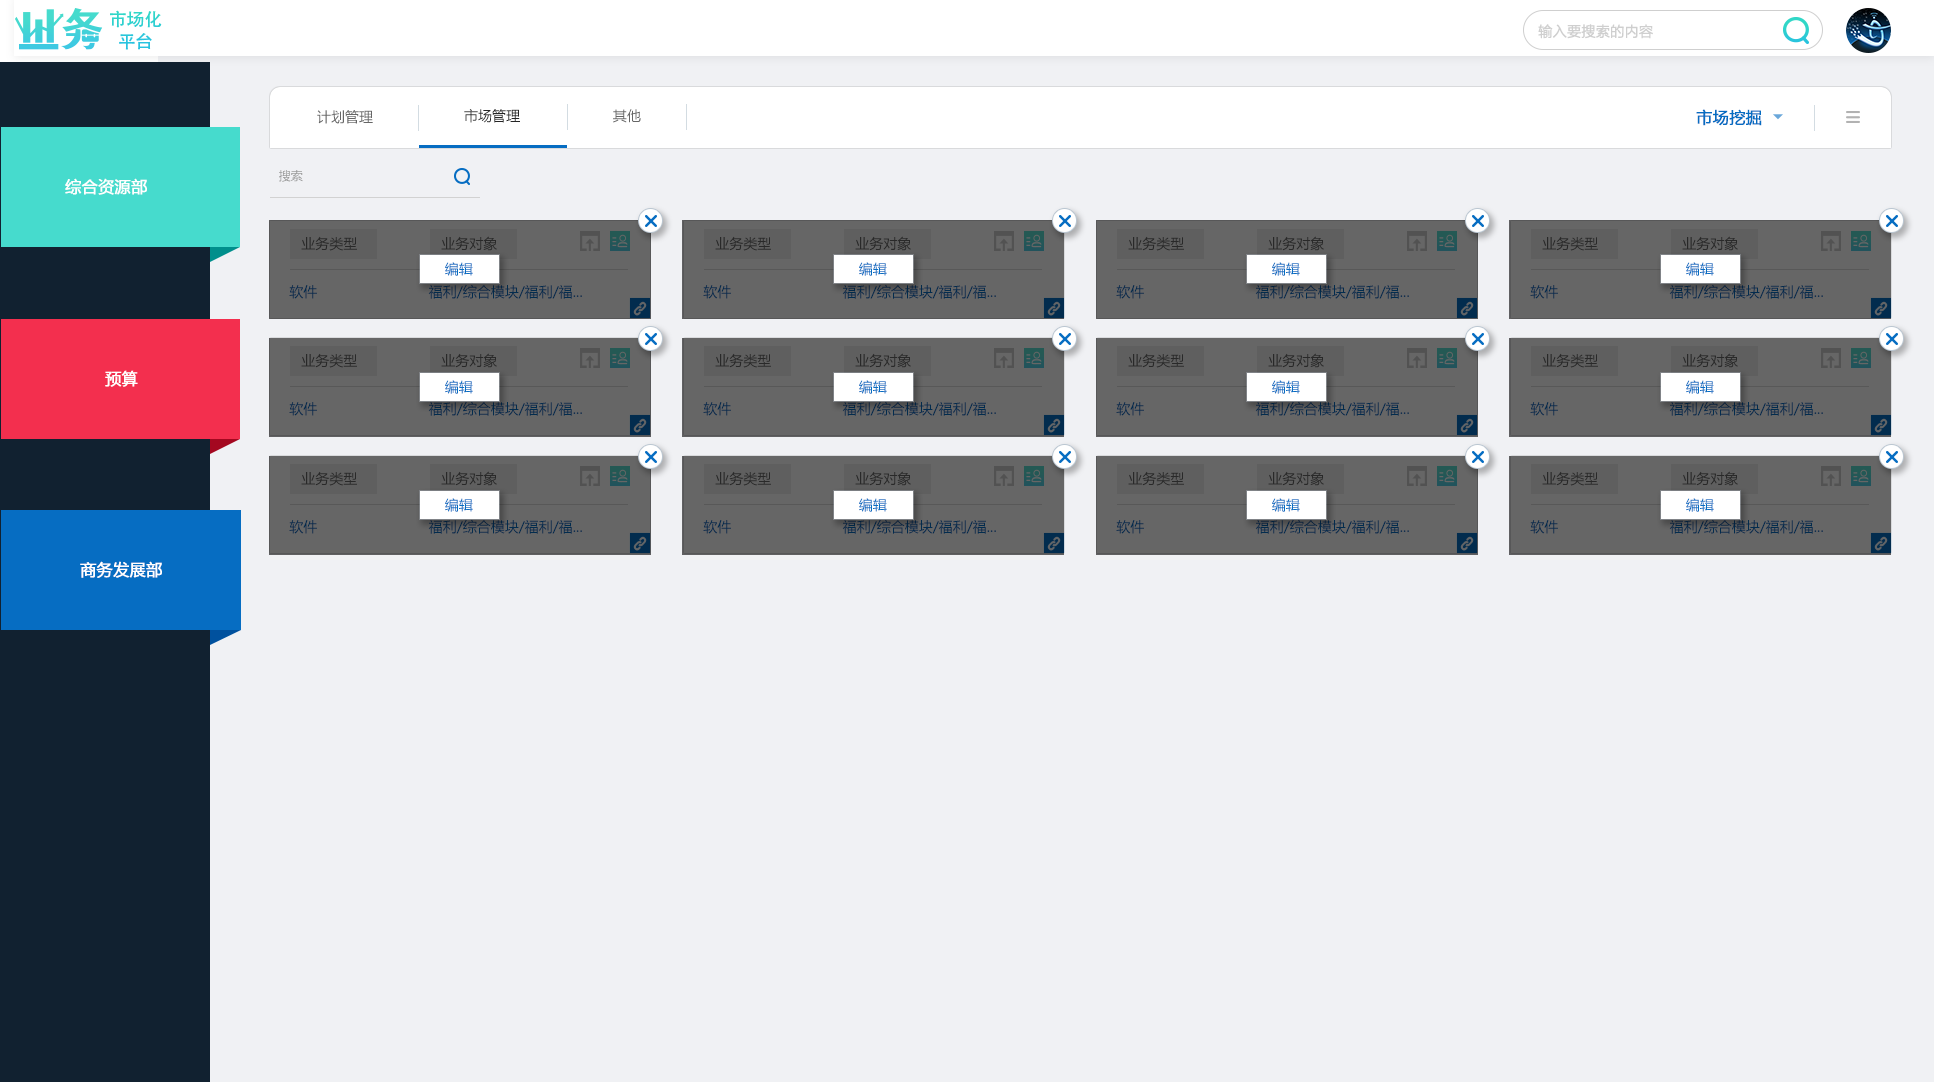 业务 市场化
平台
输入要搜索的内容
计划管理 市场管理 其他 市场挖掘
搜索
综合资源部
预算
商务发展部
业务类型 业务对象 业务类型 业务对象 业务类型 业务对象 业务类型 业务对象
编辑 编辑 编辑 编辑
软件 福利/综合模块/福利/福... 软件 福利/综合模块/福利/福... 软件 福利/综合模块/福利/福... 软件 福利/综合模块/福利/福...
业务类型 业务对象 业务类型 业务对象 业务类型 业务对象 业务类型 业务对象
编辑 编辑 编辑 编辑
软件 福利/综合模块/福利/福... 软件 福利/综合模块/福利/福... 软件 福利/综合模块/福利/福... 软件 福利/综合模块/福利/福...
业务类型 业务对象 业务类型 业务对象 业务类型 业务对象 业务类型 业务对象
编辑 编辑 编辑 编辑
软件 福利/综合模块/福利/福... 软件 福利/综合模块/福利/福... 软件 福利/综合模块/福利/福... 软件 福利/综合模块/福利/福...